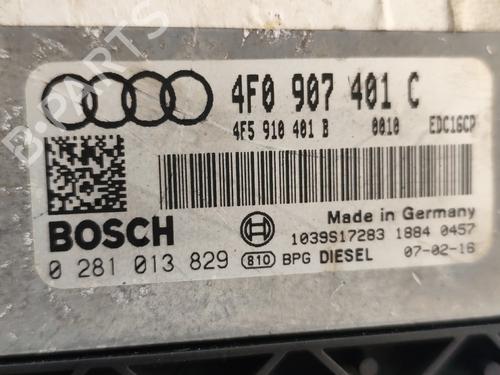 4F0 907 401 C
4F5 910 401 B 0010 EDC16CP
BOSCH
Made in Germany
1039S17283 1884 0457
0 281 013 829 810 BPG DIESEL 07-02-16
B-PARTS